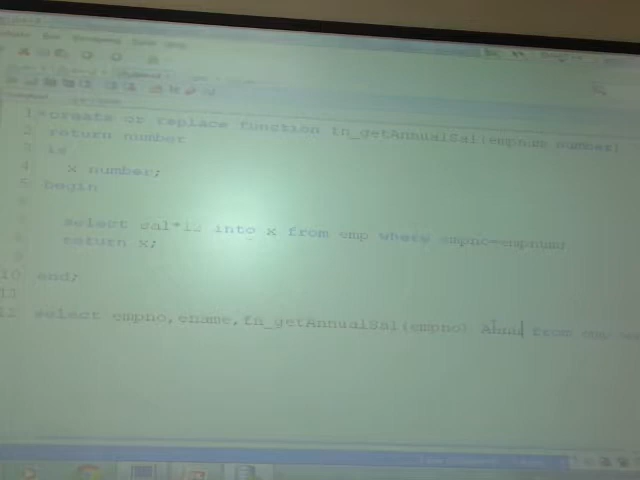 create or replace function fn_getAnnualSal(empnum number)
return number
is
x number;
begin
select sal*12 into x from emp where empno=empnum;
return x;
end;
select empno,ename,fn_getAnnualSal(empno) Annu from emp